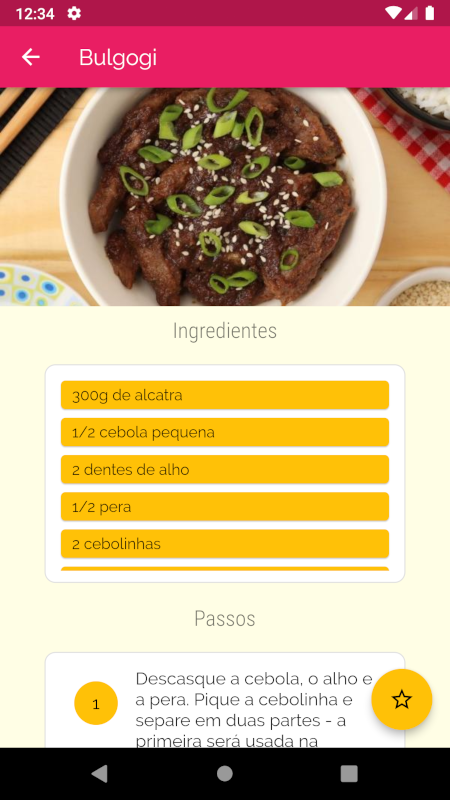 12:34
Bulgogi
Ingredientes
300g de alcatra
1/2 cebola pequena
2 dentes de alho
1/2 pera
2 cebolinhas
Passos
1
Descasque a cebola, o alho e
a pera. Pique a cebolinha e
separe em duas partes - a
primeira será usada na